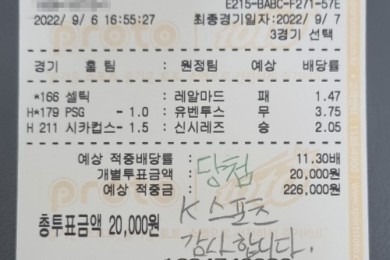 E215-BABC-F271-57E
2022/ 9/ 6 16:55:27 최종경기일자:2022/ 9/ 7
3경기 선택
경기 홈 팀 : 원정팀 예상 배당률
*166 셀틱 : 레알마드 패 1.47
H*179 PSG - 1.0 : 유벤투스 무 3.75
H 211 시카컵스- 1.5 : 신시레즈 승 2.05
예상 적중배당률 : 11.30배
개별투표금액 : 20,000원
예상 적중금 : 226,000원
당첨
총투표금액 20,000원
K 스포츠
감사합니다.